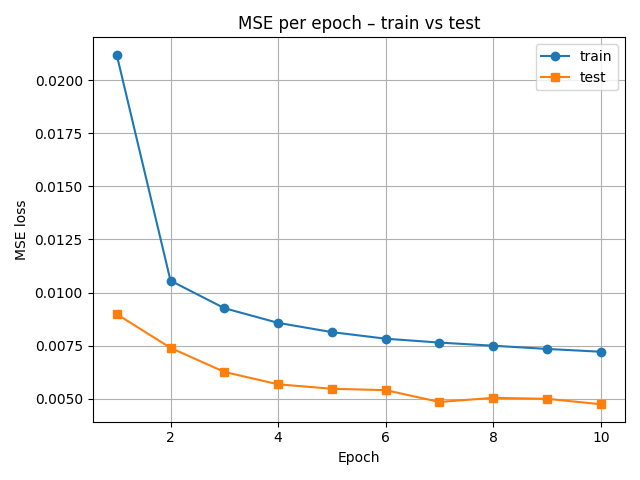 MSE per epoch – train vs test
train
test
MSE loss
0.0200
0.0175
0.0150
0.0125
0.0100
0.0075
0.0050
2 4 6 8 10
Epoch